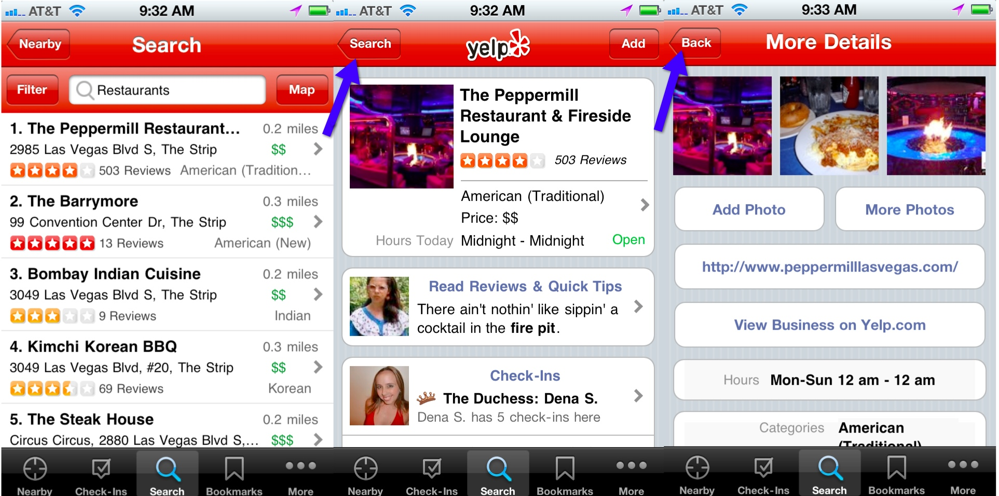 AT&T 9:32 AM
Nearby Search
Filter Restaurants Map
1. The Peppermill Restaurant... 0.2 miles
2985 Las Vegas Blvd S, The Strip $$
503 Reviews American (Tradition...
2. The Barrymore 0.3 miles
99 Convention Center Dr, The Strip $$$
13 Reviews American (New)
3. Bombay Indian Cuisine 0.2 miles
3049 Las Vegas Blvd S, The Strip $$
9 Reviews Indian
4. Kimchi Korean BBQ 0.3 miles
3049 Las Vegas Blvd, #20, The Strip $$
69 Reviews Korean
5. The Steak House 0.2 miles
Circus Circus, 2880 Las Vegas Blvd S,... $$$
Nearby Check-Ins Search Bookmarks More
AT&T 9:32 AM
Search yelp Add
The Peppermill
Restaurant & Fireside
Lounge
503 Reviews
American (Traditional)
Price: $$
Hours Today Midnight - Midnight Open
Read Reviews & Quick Tips
There ain't nothin' like sippin' a
cocktail in the fire pit.
Check-Ins
The Duchess: Dena S.
Dena S. has 5 check-ins here
Nearby Check-Ins Search Bookmarks More
AT&T 9:33 AM
Back More Details
Add Photo More Photos
http://www.peppermilllasvegas.com/
View Business on Yelp.com
Hours Mon-Sun 12 am - 12 am
Categories American
(Traditional)
Nearby Check-Ins Search Bookmarks More